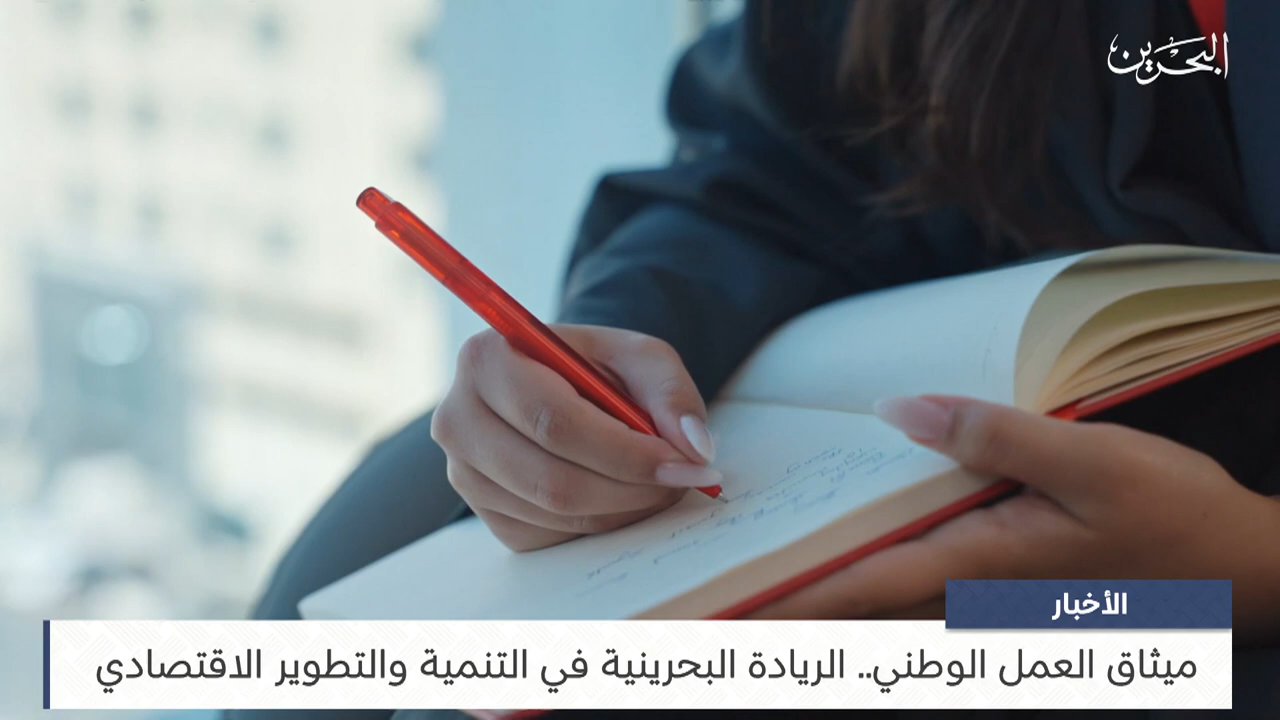 البحرين
الأخبار
ميثاق العمل الوطني.. الريادة البحرينية في التنمية والتطوير الاقتصادي